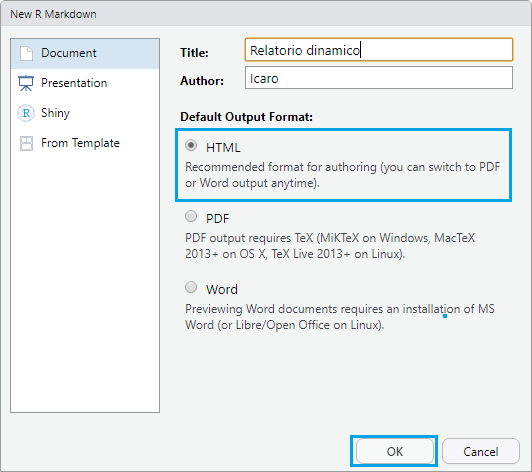 New R Markdown
Document
Presentation
Shiny
From Template
Title: Relatorio dinamico
Author: Icaro
Default Output Format:
HTML
Recommended format for authoring (you can switch to PDF
or Word output anytime).
PDF
PDF output requires TeX (MiKTeX on Windows, MacTeX
2013+ on OS X, TeX Live 2013+ on Linux).
Word
Previewing Word documents requires an installation of MS
Word (or Libre/Open Office on Linux).
OK Cancel